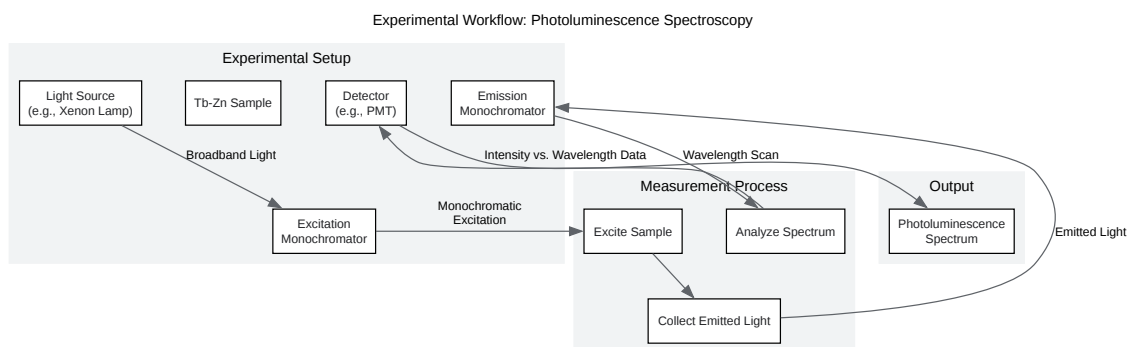 Experimental Workflow: Photoluminescence Spectroscopy
Experimental Setup
Light Source
(e.g., Xenon Lamp)
Tb-Zn Sample
Detector
(e.g., PMT)
Emission
Monochromator
Broadband Light
Intensity vs. Wavelength Data
Wavelength Scan
Measurement Process
Output
Excitation
Monochromator
Monochromatic
Excitation
Excite Sample
Analyze Spectrum
Photoluminescence
Spectrum
Emitted Light
Collect Emitted Light